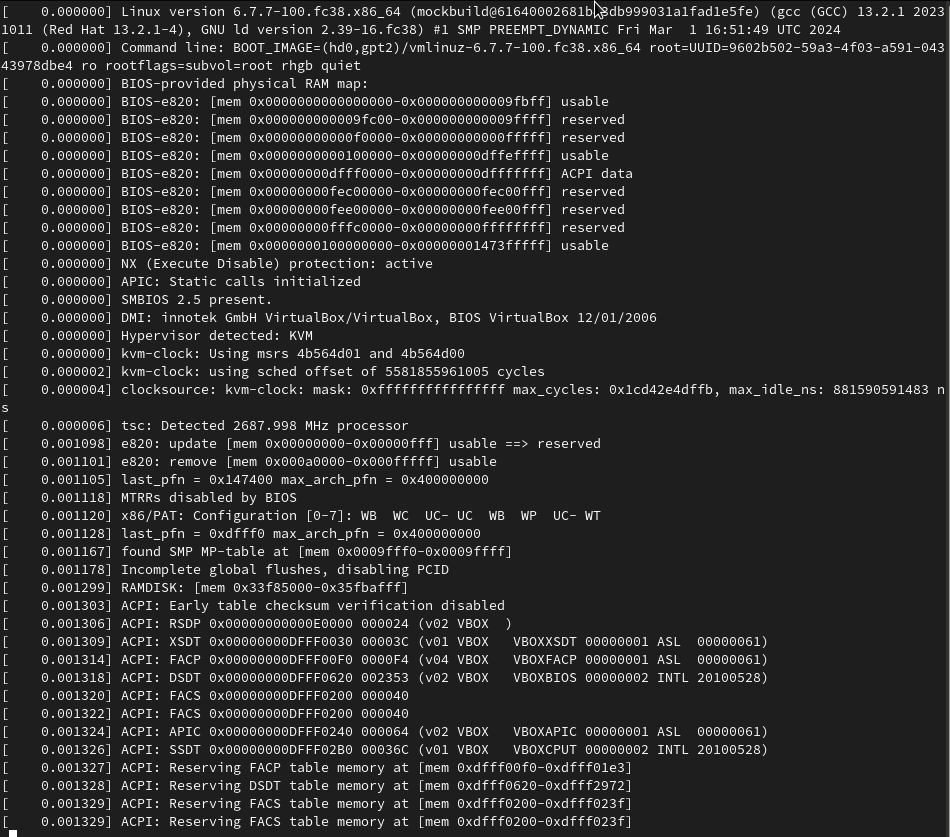 [    0.000000] Linux version 6.7.7-100.fc38.x86_64 (mockbuild@61640002681b 3db999031a1fad1e5fe) (gcc (GCC) 13.2.1 2023
1011 (Red Hat 13.2.1-4), GNU ld version 2.39-16.fc38) #1 SMP PREEMPT_DYNAMIC Fri Mar  1 16:51:49 UTC 2024
[    0.000000] Command line: BOOT_IMAGE=(hd0,gpt2)/vmlinuz-6.7.7-100.fc38.x86_64 root=UUID=9602b502-59a3-4f03-a591-043
43978dbe4 ro rootflags=subvol=root rhgb quiet
[    0.000000] BIOS-provided physical RAM map:
[    0.000000] BIOS-e820: [mem 0x0000000000000000-0x000000000009fbff] usable
[    0.000000] BIOS-e820: [mem 0x000000000009fc00-0x000000000009ffff] reserved
[    0.000000] BIOS-e820: [mem 0x00000000000f0000-0x00000000000fffff] reserved
[    0.000000] BIOS-e820: [mem 0x0000000000100000-0x00000000dffeffff] usable
[    0.000000] BIOS-e820: [mem 0x00000000dfff0000-0x00000000dfffffff] ACPI data
[    0.000000] BIOS-e820: [mem 0x00000000fec00000-0x00000000fec00fff] reserved
[    0.000000] BIOS-e820: [mem 0x00000000fee00000-0x00000000fee00fff] reserved
[    0.000000] BIOS-e820: [mem 0x00000000fffc0000-0x00000000ffffffff] reserved
[    0.000000] BIOS-e820: [mem 0x0000000100000000-0x00000001473fffff] usable
[    0.000000] NX (Execute Disable) protection: active
[    0.000000] APIC: Static calls initialized
[    0.000000] SMBIOS 2.5 present.
[    0.000000] DMI: innotek GmbH VirtualBox/VirtualBox, BIOS VirtualBox 12/01/2006
[    0.000000] Hypervisor detected: KVM
[    0.000000] kvm-clock: Using msrs 4b564d01 and 4b564d00
[    0.000002] kvm-clock: using sched offset of 5581855961005 cycles
[    0.000004] clocksource: kvm-clock: mask: 0xffffffffffffffff max_cycles: 0x1cd42e4dffb, max_idle_ns: 881590591483 n
s
[    0.000006] tsc: Detected 2687.998 MHz processor
[    0.001098] e820: update [mem 0x00000000-0x00000fff] usable ==> reserved
[    0.001101] e820: remove [mem 0x000a0000-0x000fffff] usable
[    0.001105] last_pfn = 0x147400 max_arch_pfn = 0x400000000
[    0.001118] MTRRs disabled by BIOS
[    0.001120] x86/PAT: Configuration [0-7]: WB  WC  UC- UC  WB  WP  UC- WT
[    0.001128] last_pfn = 0xdfff0 max_arch_pfn = 0x400000000
[    0.001167] found SMP MP-table at [mem 0x0009fff0-0x0009ffff]
[    0.001178] Incomplete global flushes, disabling PCID
[    0.001299] RAMDISK: [mem 0x33f85000-0x35fbafff]
[    0.001303] ACPI: Early table checksum verification disabled
[    0.001306] ACPI: RSDP 0x00000000000E0000 000024 (v02 VBOX  )
[    0.001309] ACPI: XSDT 0x00000000DFFF0030 00003C (v01 VBOX   VBOXXSDT 00000001 ASL  00000061)
[    0.001314] ACPI: FACP 0x00000000DFFF00F0 0000F4 (v04 VBOX   VBOXFACP 00000001 ASL  00000061)
[    0.001318] ACPI: DSDT 0x00000000DFFF0620 002353 (v02 VBOX   VBOXBIOS 00000002 INTL 20100528)
[    0.001320] ACPI: FACS 0x00000000DFFF0200 000040
[    0.001322] ACPI: FACS 0x00000000DFFF0200 000040
[    0.001324] ACPI: APIC 0x00000000DFFF0240 000064 (v02 VBOX   VBOXAPIC 00000001 ASL  00000061)
[    0.001326] ACPI: SSDT 0x00000000DFFF02B0 00036C (v01 VBOX   VBOXCPUT 00000002 INTL 20100528)
[    0.001327] ACPI: Reserving FACP table memory at [mem 0xdfff00f0-0xdfff01e3]
[    0.001328] ACPI: Reserving DSDT table memory at [mem 0xdfff0620-0xdfff2972]
[    0.001329] ACPI: Reserving FACS table memory at [mem 0xdfff0200-0xdfff023f]
[    0.001329] ACPI: Reserving FACS table memory at [mem 0xdfff0200-0xdfff023f]